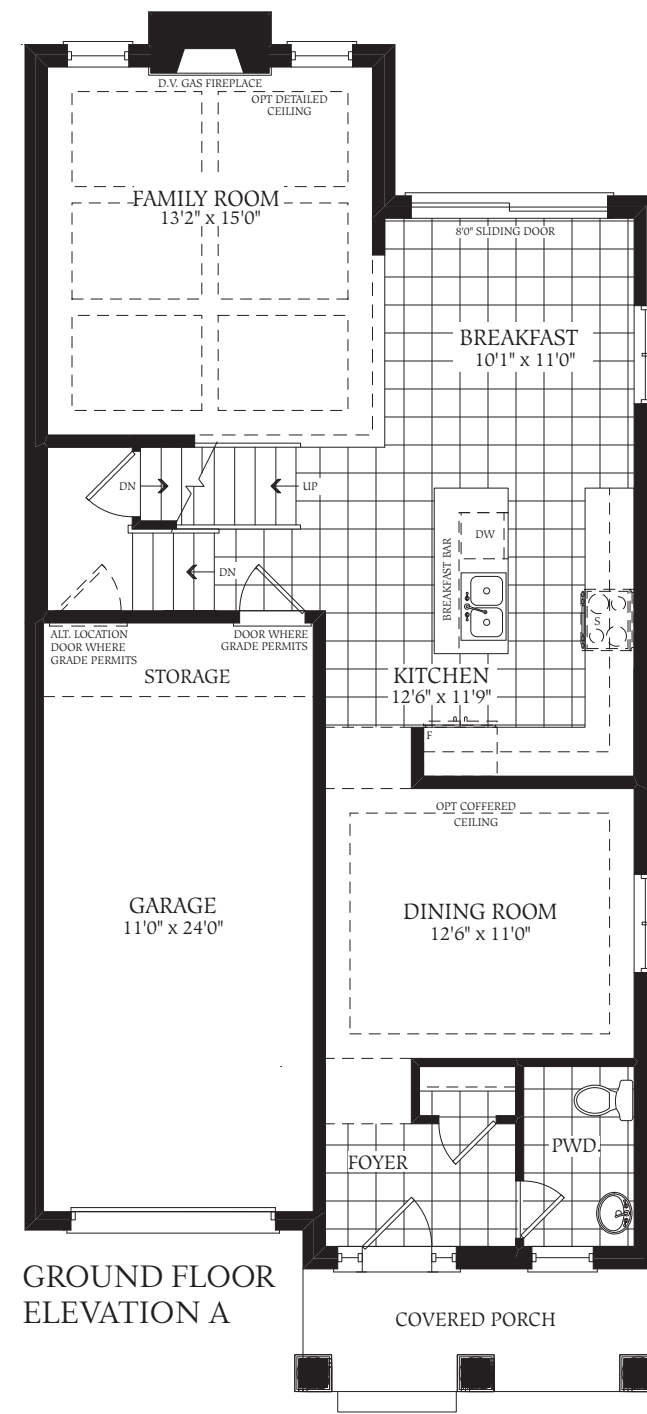 D.V. GAS FIREPLACE
OPT DETAILED
CEILING
FAMILY ROOM
13'2" x 15'0"
8'0" SLIDING DOOR
BREAKFAST
10'1" x 11'0"
DN
UP
DN
BREAKFAST BAR
DW
S
ALT. LOCATION
DOOR WHERE
GRADE PERMITS
DOOR WHERE
GRADE PERMITS
STORAGE
KITCHEN
12'6" x 11'9"
F
OPT COFFERED
CEILING
GARAGE
11'0" x 24'0"
DINING ROOM
12'6" x 11'0"
FOYER
PWD.
GROUND FLOOR
ELEVATION A
COVERED PORCH